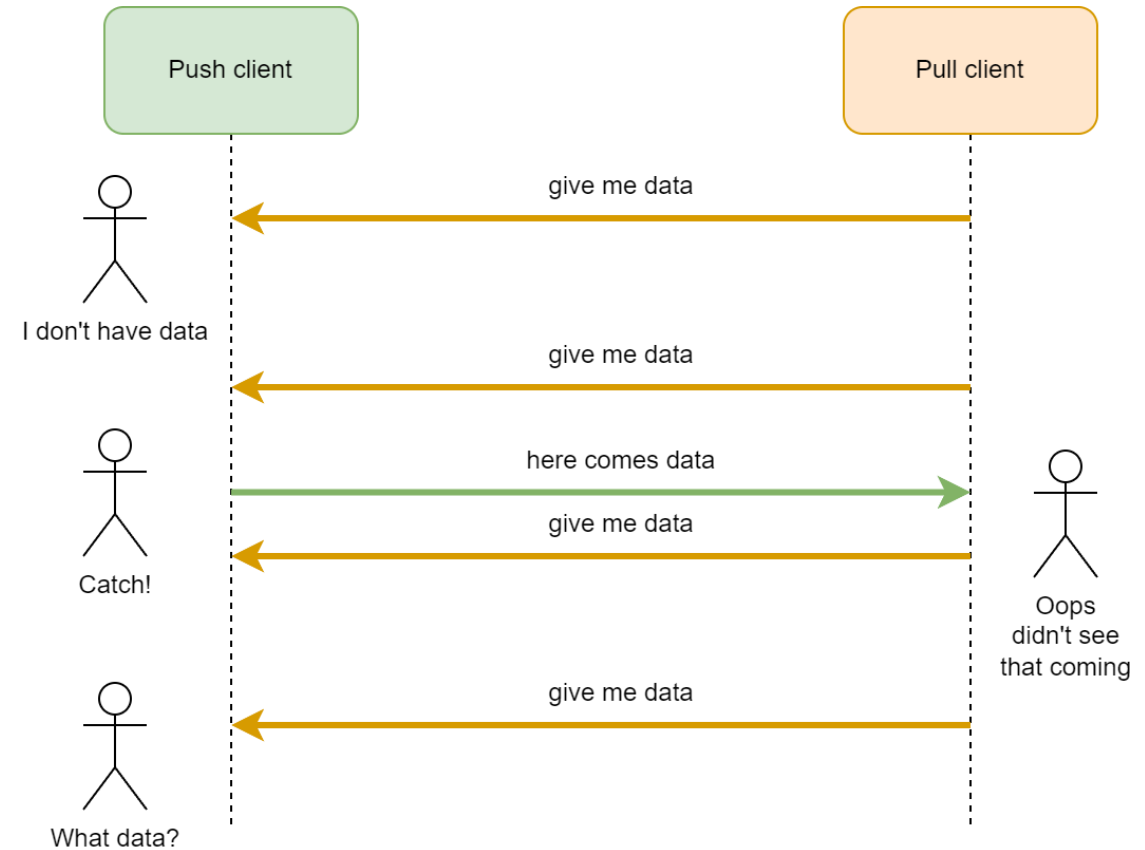 Push client
Pull client
give me data
I don't have data
give me data
here comes data
give me data
Catch!
Oops
didn't see
that coming
give me data
What data?